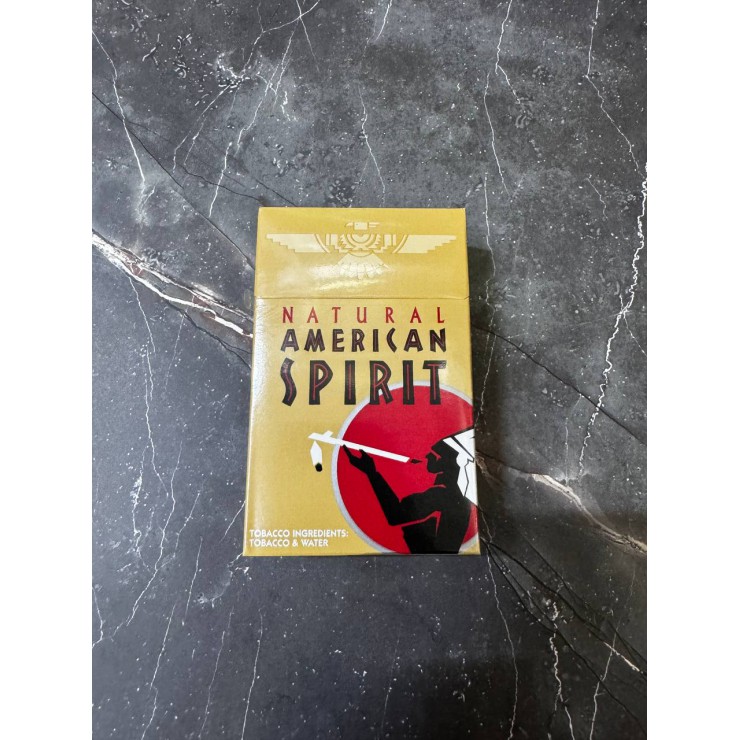 NATURAL
AMERICAN
SPIRIT
TOBACCO INGREDIENTS:
TOBACCO & WATER